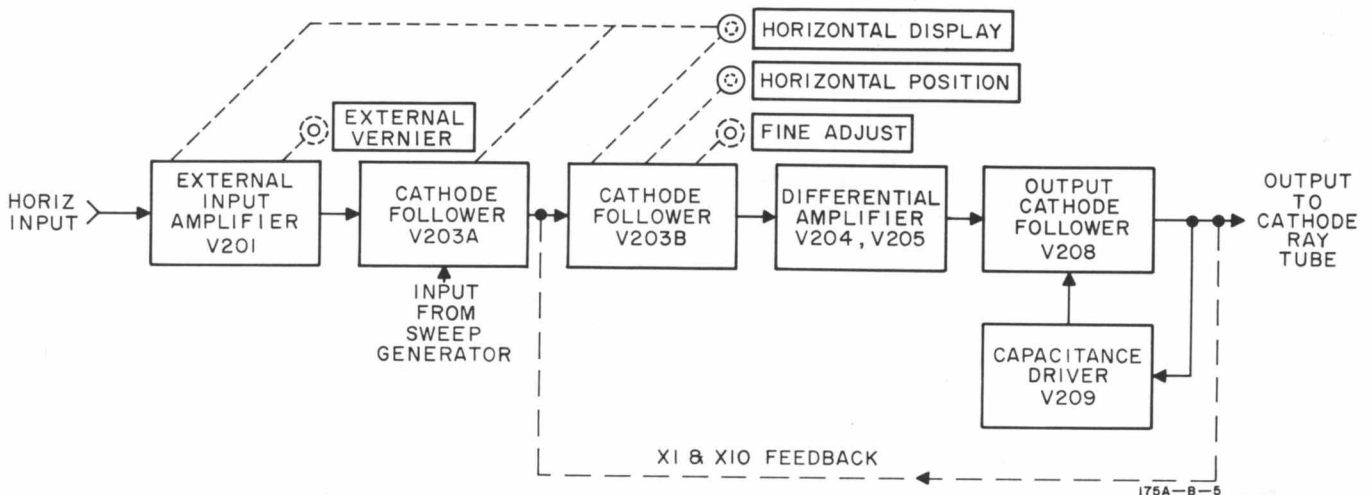 HORIZONTAL DISPLAY
HORIZONTAL POSITION
FINE ADJUST
EXTERNAL
VERNIER
HORIZ
INPUT
EXTERNAL
INPUT
AMPLIFIER
V201
CATHODE
FOLLOWER
V203A
INPUT
FROM
SWEEP
GENERATOR
CATHODE
FOLLOWER
V203B
DIFFERENTIAL
AMPLIFIER
V204, V205
OUTPUT
CATHODE
FOLLOWER
V208
OUTPUT
TO
CATHODE
RAY
TUBE
CAPACITANCE
DRIVER
V209
X1 & X10 FEEDBACK
175A-B-5